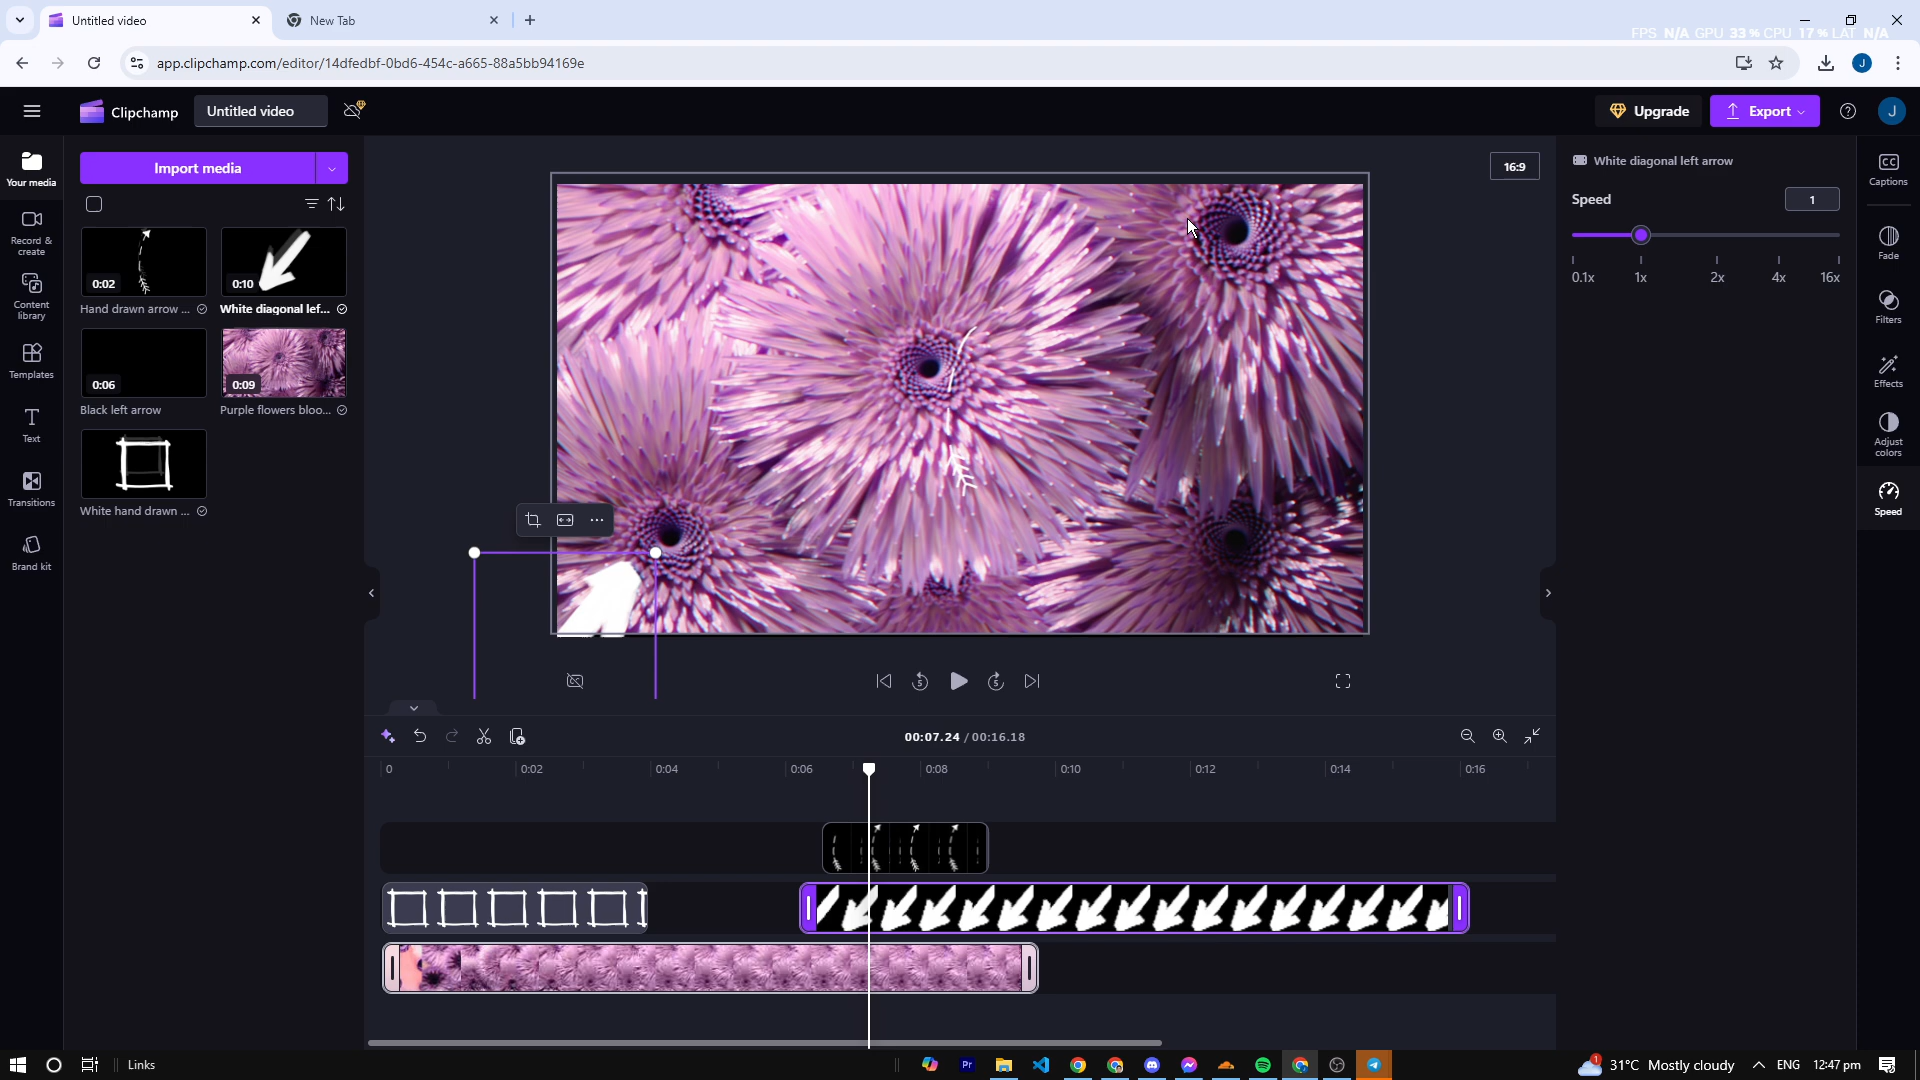 Untitled video
New Tab
FPS N/A GPU 33 % CPU 17 % LAT N/A
app.clipchamp.com/editor/14dfedbf-0bd6-454c-a665-88a5bb94169e
J
Clipchamp
Untitled video
Upgrade
Export
J
Your media
Record & create
Content library
Templates
Text
Transitions
Brand kit
Import media
0:02
0:10
Hand drawn arrow ...
White diagonal lef...
0:06
0:09
Black left arrow
Purple flowers bloo...
White hand drawn ...
16:9
White diagonal left arrow
Speed
1
0.1x 1x 2x 4x 16x
CC
Captions
Fade
Filters
Effects
Adjust colors
Speed
5
5
00:07.24 / 00:16.18
0 0:02 0:04 0:06 0:08 0:10 0:12 0:14 0:16
Links
Pr
1
31°C Mostly cloudy
ENG
12:47 pm